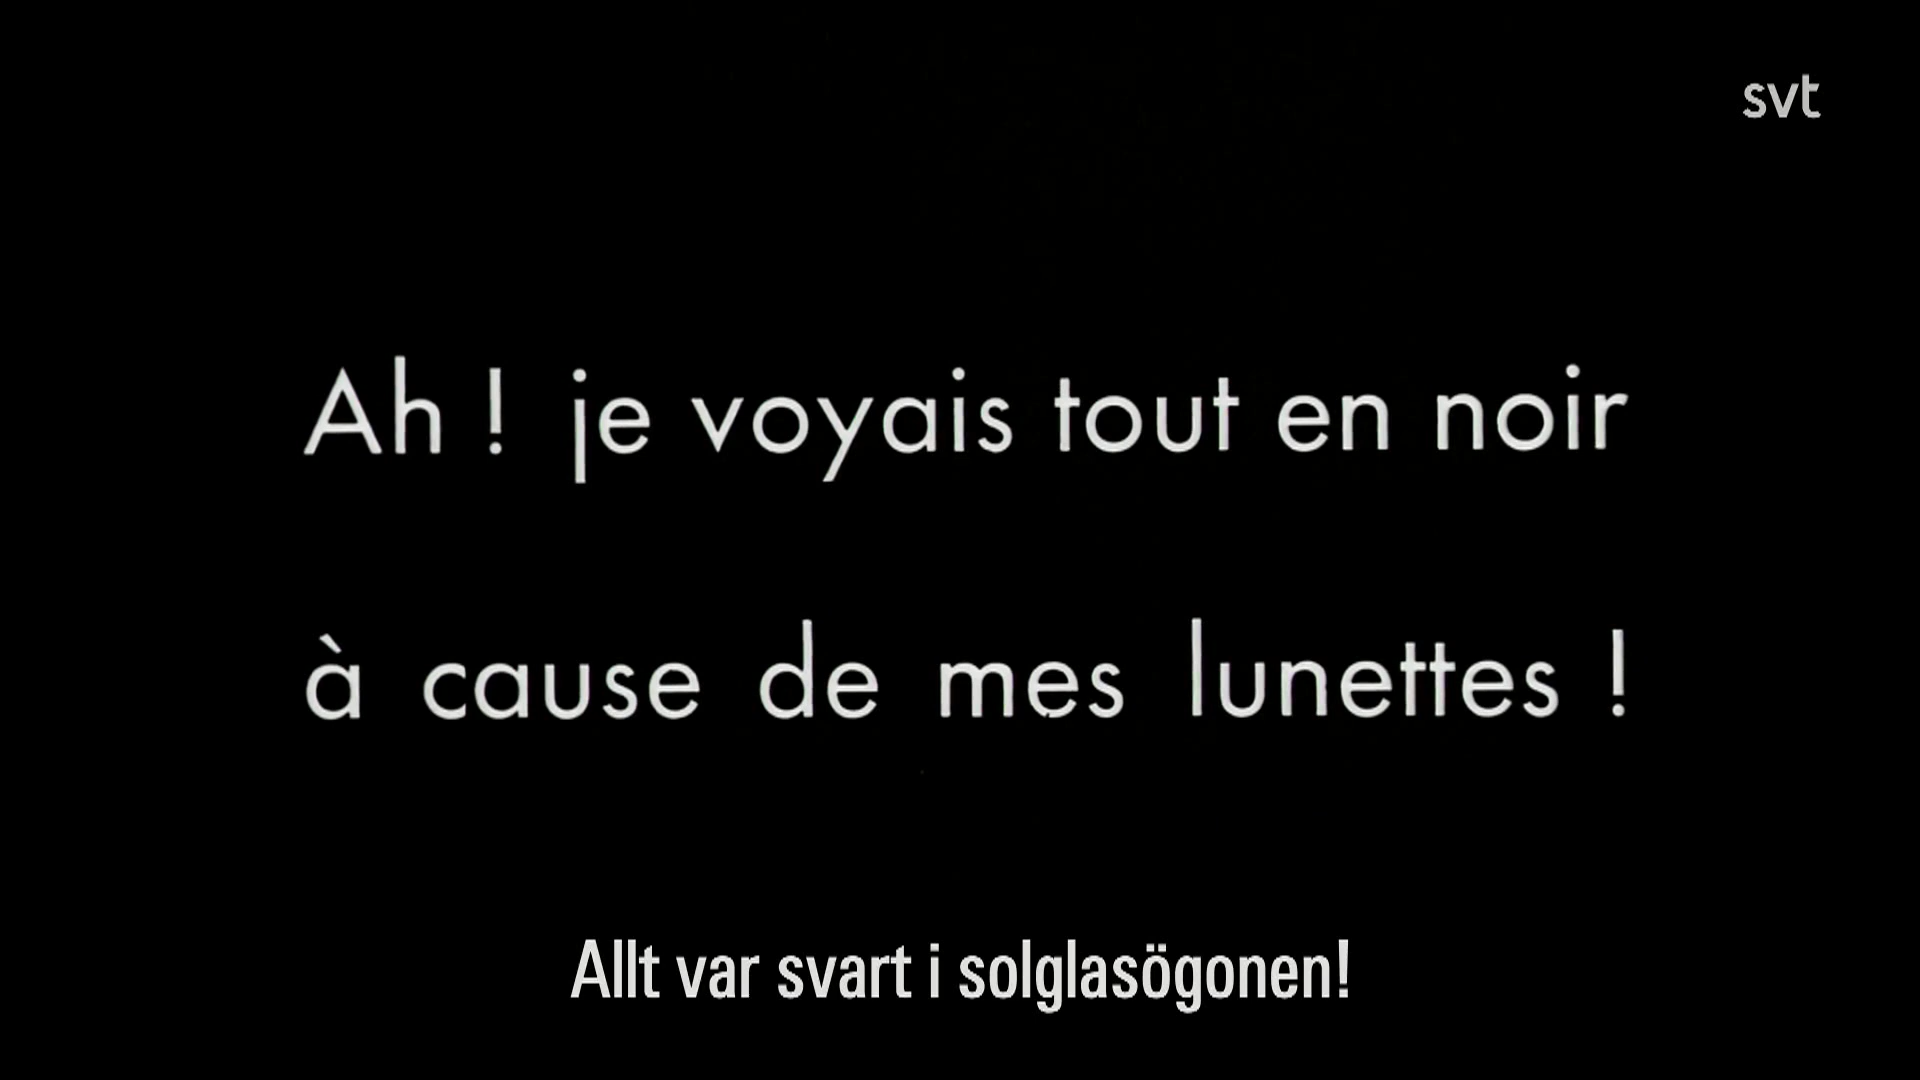 svt
Ah ! je voyais tout en noir
à cause de mes lunettes !
Allt var svart i solglasögonen!